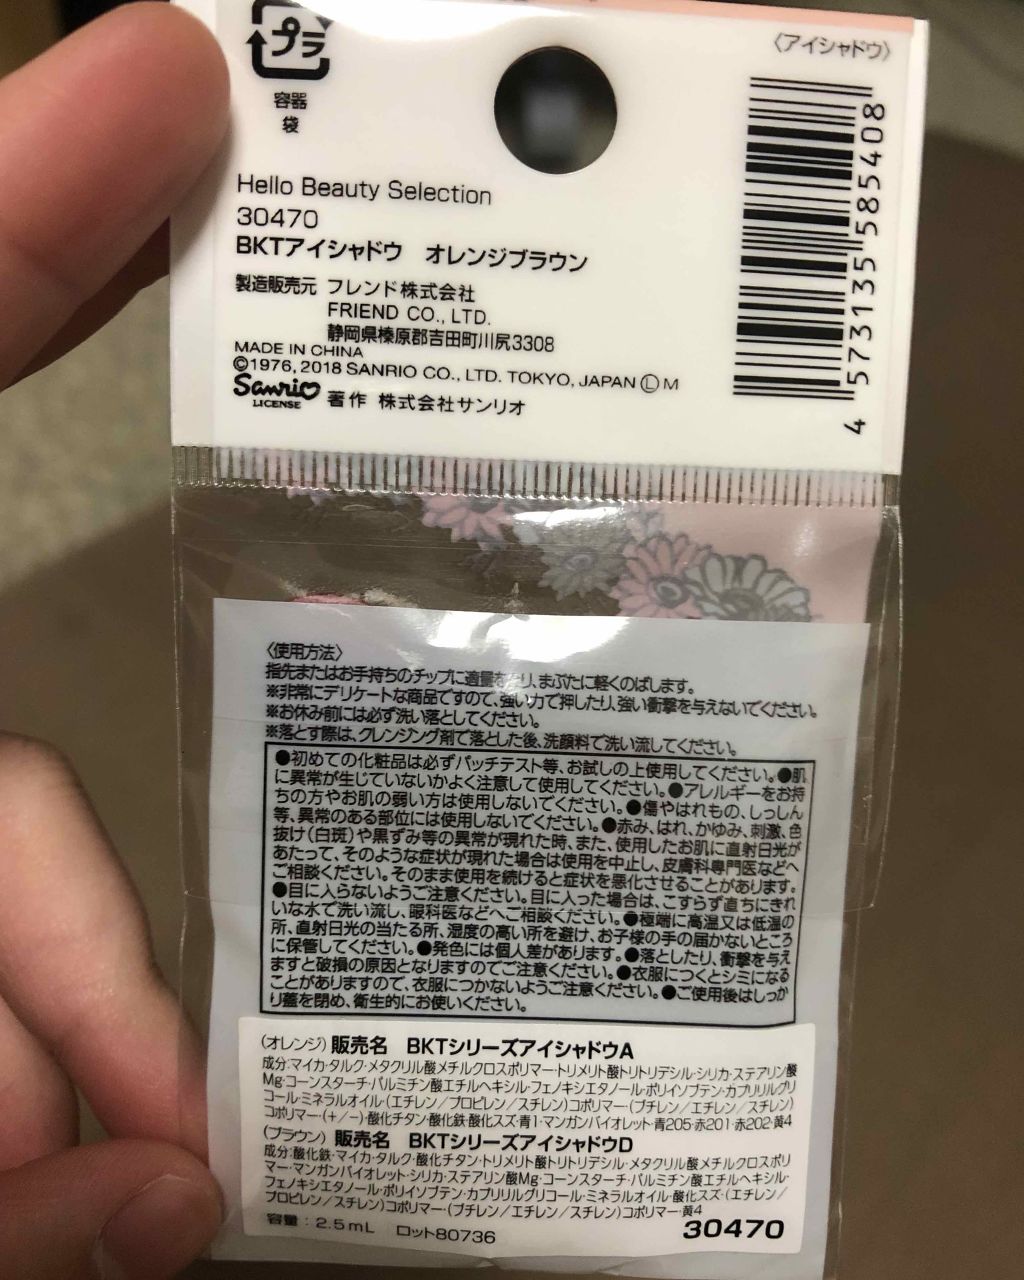 プラ
容器
袋
〈アイシャドウ〉
Hello Beauty Selection
30470
BKTアイシャドウ オレンジブラウン
製造販売元 フレンド株式会社
FRIEND CO., LTD.
静岡県榛原郡吉田町川尻3308
MADE IN CHINA
©1976, 2018 SANRIO CO., LTD. TOKYO, JAPAN Ⓛ M
Sanrio
LICENSE
著作 株式会社サンリオ
4 573135 585408
〈使用方法〉
指先またはお手持ちのチップに適量をとり、まぶたに軽くのばします。
※非常にデリケートな商品ですので、強い力で押したり、強い衝撃を与えないでください。
※お休み前には必ず洗い落としてください。
※落とす際は、クレンジング剤で落とした後、洗顔料で洗い流してください。
●初めての化粧品は必ずパッチテスト等、お試しの上使用してください。●肌
に異常が生じていないかよく注意して使用してください。●アレルギーをお持
ちの方やお肌の弱い方は使用しないでください。●傷やはれもの、しっしん
等、異常のある部位には使用しないでください。●赤み、はれ、かゆみ、刺激、色
抜け(白斑)や黒ずみ等の異常が現れた時、また、使用したお肌に直射日光が
あたって、そのような症状が現れた場合は使用を中止し、皮膚科専門医などへ
ご相談ください。そのまま使用を続けると症状を悪化させることがあります。
●目に入らないようご注意ください。目に入った場合は、こすらず直ちにきれ
いな水で洗い流し、眼科医などへご相談ください。●極端に高温又は低温の
所、直射日光の当たる所、湿度の高い所を避け、お子様の手の届かないところ
に保管してください。●発色には個人差があります。●落としたり、衝撃を与え
ますと破損の原因となりますのでご注意ください。●衣服につくとシミになる
ことがありますので、衣服につかないようご注意ください。●ご使用後はしっか
り蓋を閉め、衛生的にお使いください。
(オレンジ) 販売名 BKTシリーズアイシャドウA
成分:マイカ・タルク・メタクリル酸メチルクロスポリマー・トリメリト酸トリトリデシル・シリカ・ステアリン酸
Mg・コーンスターチ・パルミチン酸エチルヘキシル・フェノキシエタノール・ポリイソブテン・カプリリルグリ
コール・ミネラルオイル・(エチレン/プロピレン/スチレン)コポリマー・(ブチレン/エチレン/スチレン)
コポリマー・(+/-)酸化チタン・酸化鉄・酸化スズ・青1・マンガンバイオレット・青205・赤201・赤202・黄4
(ブラウン) 販売名 BKTシリーズアイシャドウD
成分:酸化鉄・マイカ・タルク・酸化チタン・トリメリト酸トリトリデシル・メタクリル酸メチルクロスポリ
マー・マンガンバイオレット・シリカ・ステアリン酸Mg・コーンスターチ・パルミチン酸エチルヘキシル・
フェノキシエタノール・ポリイソブテン・カプリリルグリコール・ミネラルオイル・酸化スズ・(エチレン/
プロピレン/スチレン)コポリマー・(ブチレン/エチレン/スチレン)コポリマー・黄4
容量:2.5mL ロット80736
30470